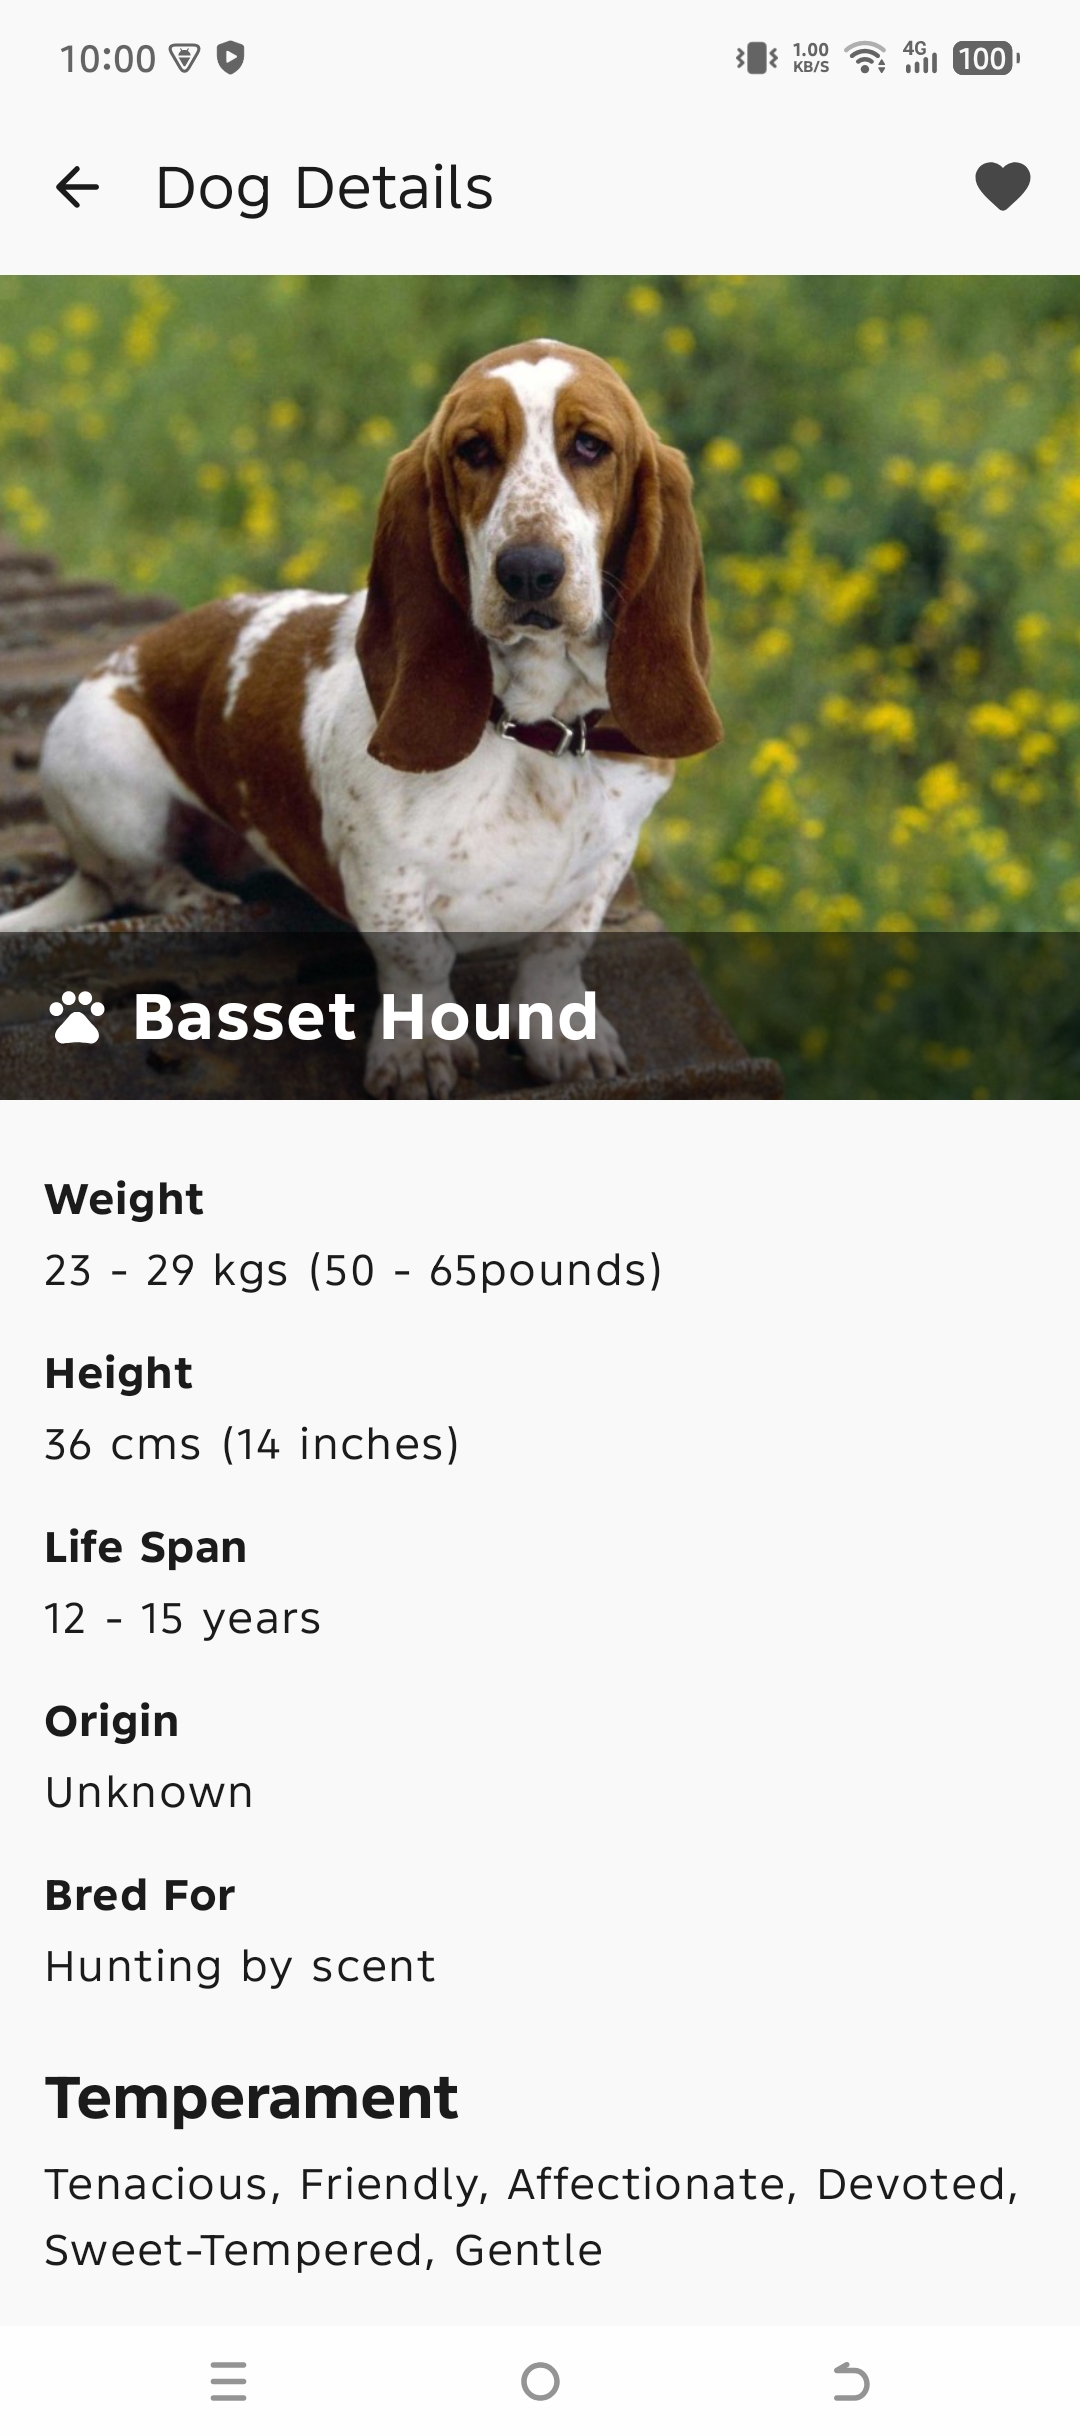 10:00
1.00 KB/S
4G
100
Dog Details
Basset Hound
Weight
23 - 29 kgs (50 - 65pounds)
Height
36 cms (14 inches)
Life Span
12 - 15 years
Origin
Unknown
Bred For
Hunting by scent
Temperament
Tenacious, Friendly, Affectionate, Devoted,
Sweet-Tempered, Gentle